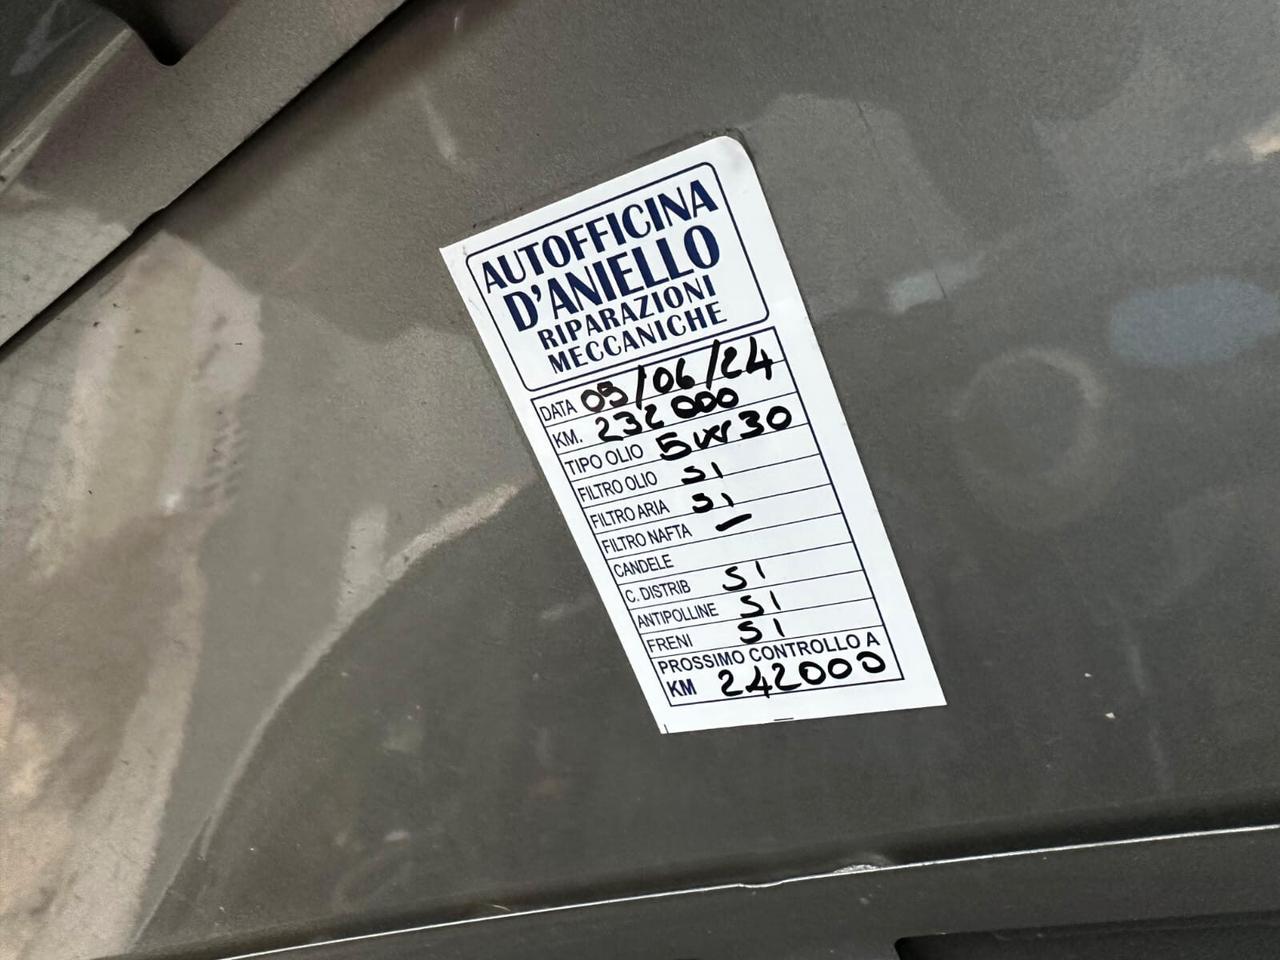 AUTOFFICINA
D'ANIELLO
RIPARAZIONI
MECCANICHE
DATA 03/06/24
KM. 232000
TIPO OLIO 5W30
FILTRO OLIO SI
FILTRO ARIA SI
FILTRO NAFTA —
CANDELE
C. DISTRIB SI
ANTIPOLLINE SI
FRENI SI
PROSSIMO CONTROLLO A
KM 242000